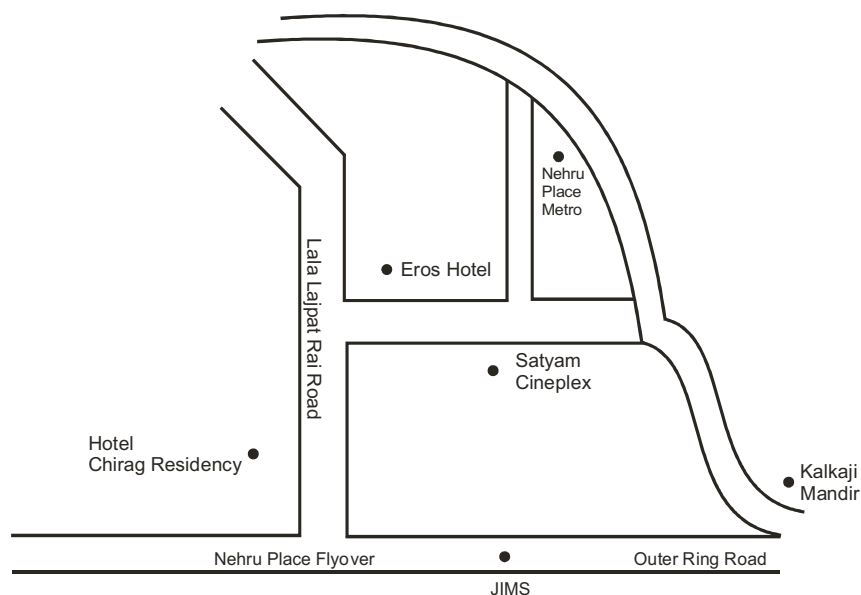 Nehru
Place
Metro
Eros Hotel
Lala Lajpat Rai Road
Satyam
Cineplex
Hotel
Chirag Residency
Kalkaji
Mandir
Nehru Place Flyover
Outer Ring Road
JIMS